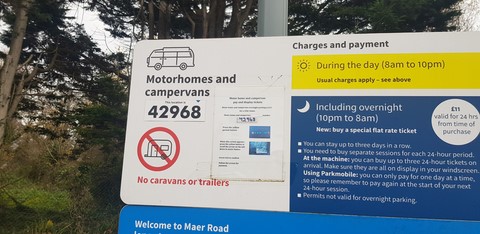 Motorhomes and
campervans
This location is
42968
No caravans or trailers
Charges and payment
During the day (8am to 10pm)
Usual charges apply – see above
Including overnight
(10pm to 8am)
New: buy a special flat rate ticket
£11
valid for 24 hrs
from time of
purchase
You can stay up to three days in a row.
You need to buy separate sessions for each 24-hour period.
At the machine: you can buy up to three 24-hour tickets on
arrival. Make sure they are all on display in your windscreen.
Using Parkmobile: you can only pay for one day at a time,
so please remember to pay again at the start of your next
24-hour session.
Permits not valid for overnight parking.
42968
Welcome to Maer Road